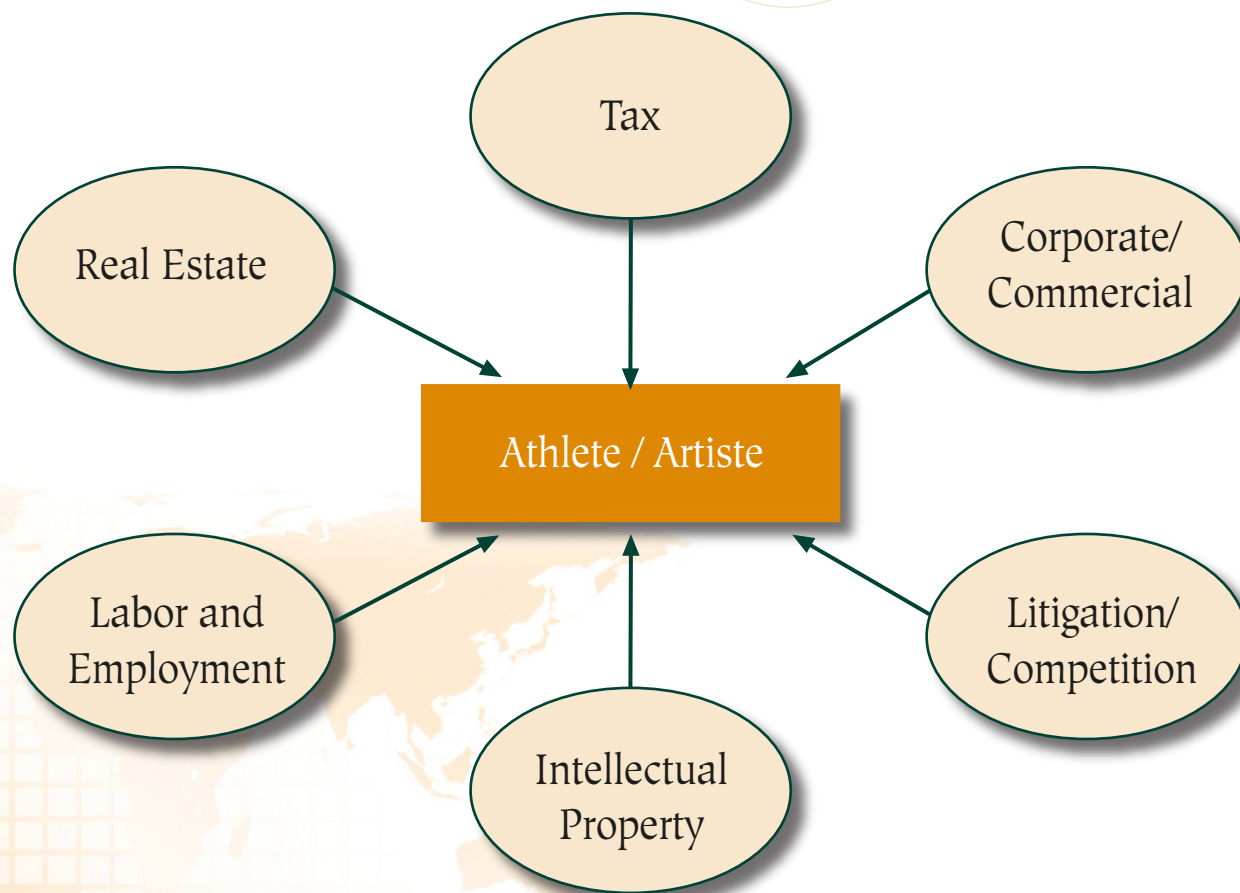 Tax
Real Estate
Corporate/
Commercial
Athlete / Artiste
Labor and
Employment
Litigation/
Competition
Intellectual
Property